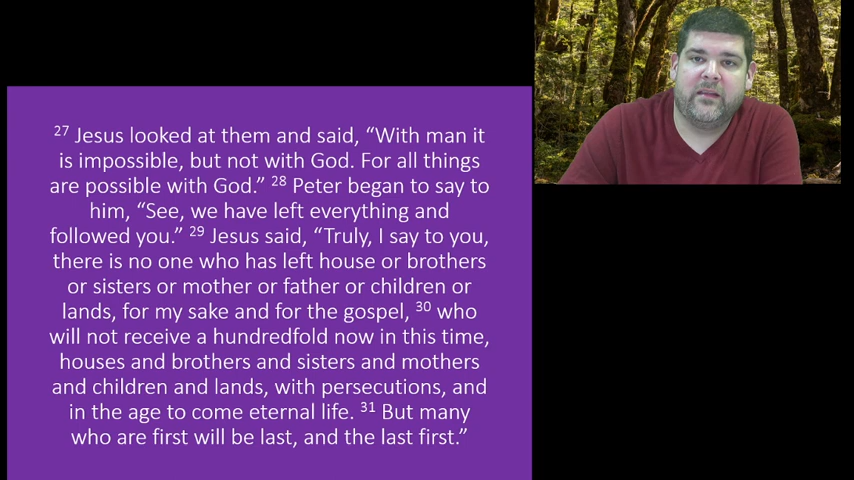 27 Jesus looked at them and said, “With man it
is impossible, but not with God. For all things
are possible with God.” 28 Peter began to say to
him, “See, we have left everything and
followed you.” 29 Jesus said, “Truly, I say to you,
there is no one who has left house or brothers
or sisters or mother or father or children or
lands, for my sake and for the gospel, 30 who
will not receive a hundredfold now in this time,
houses and brothers and sisters and mothers
and children and lands, with persecutions, and
in the age to come eternal life. 31 But many
who are first will be last, and the last first.”